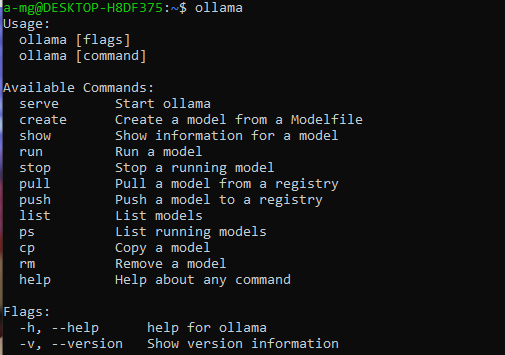 a-mg@DESKTOP-H8DF375:~$ ollama
Usage:
  ollama [flags]
  ollama [command]

Available Commands:
  serve       Start ollama
  create      Create a model from a Modelfile
  show        Show information for a model
  run         Run a model
  stop        Stop a running model
  pull        Pull a model from a registry
  push        Push a model to a registry
  list        List models
  ps          List running models
  cp          Copy a model
  rm          Remove a model
  help        Help about any command

Flags:
  -h, --help      help for ollama
  -v, --version   Show version information